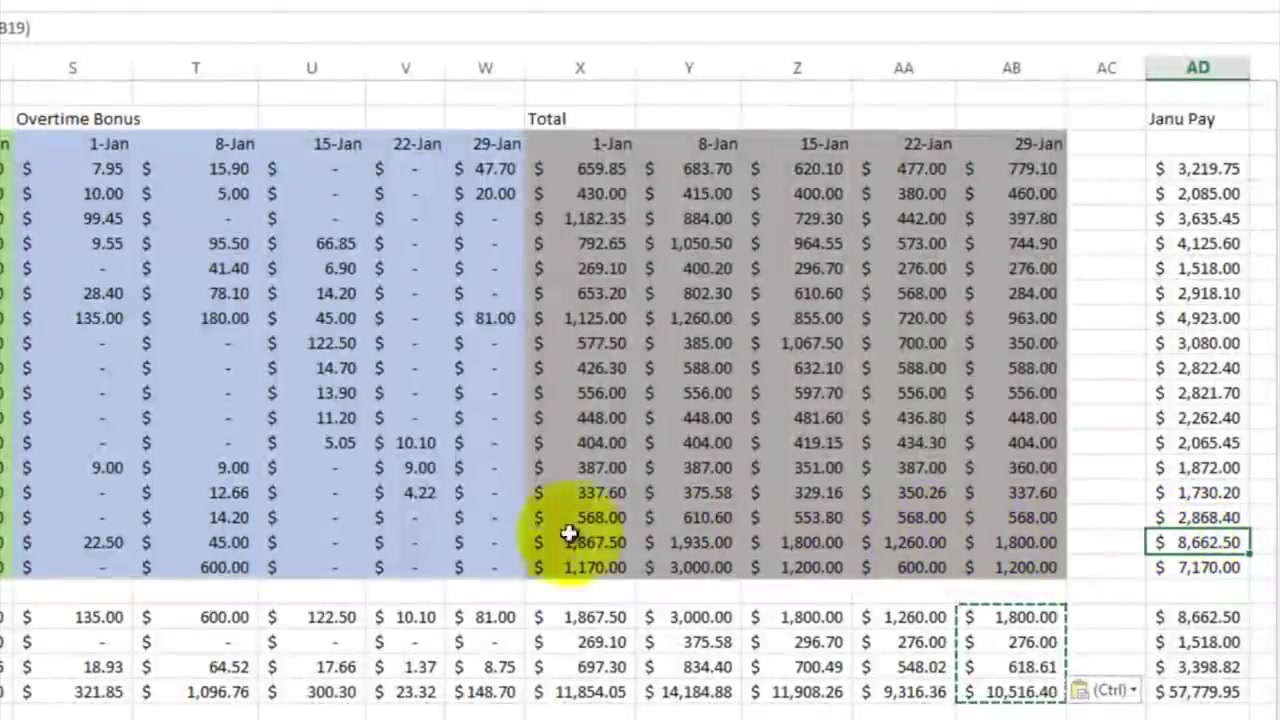 B19)
S T U V W X Y Z AA AB AC AD
Overtime Bonus Total Janu Pay
n 1-Jan 8-Jan 15-Jan 22-Jan 29-Jan 1-Jan 8-Jan 15-Jan 22-Jan 29-Jan
$ 7.95 $ 15.90 $ - $ - $ 47.70 $ 659.85 $ 683.70 $ 620.10 $ 477.00 $ 779.10 $ 3,219.75
$ 10.00 $ 5.00 $ - $ - $ 20.00 $ 430.00 $ 415.00 $ 400.00 $ 380.00 $ 460.00 $ 2,085.00
$ 99.45 $ - $ - $ - $ - $ 1,182.35 $ 884.00 $ 729.30 $ 442.00 $ 397.80 $ 3,635.45
$ 9.55 $ 95.50 $ 66.85 $ - $ - $ 792.65 $ 1,050.50 $ 964.55 $ 573.00 $ 744.90 $ 4,125.60
$ - $ 41.40 $ 6.90 $ - $ - $ 269.10 $ 400.20 $ 296.70 $ 276.00 $ 276.00 $ 1,518.00
$ 28.40 $ 78.10 $ 14.20 $ - $ - $ 653.20 $ 802.30 $ 610.60 $ 568.00 $ 284.00 $ 2,918.10
$ 135.00 $ 180.00 $ 45.00 $ - $ 81.00 $ 1,125.00 $ 1,260.00 $ 855.00 $ 720.00 $ 963.00 $ 4,923.00
$ - $ - $ 122.50 $ - $ - $ 577.50 $ 385.00 $ 1,067.50 $ 700.00 $ 350.00 $ 3,080.00
$ - $ - $ 14.70 $ - $ - $ 426.30 $ 588.00 $ 632.10 $ 588.00 $ 588.00 $ 2,822.40
$ - $ - $ 13.90 $ - $ - $ 556.00 $ 556.00 $ 597.70 $ 556.00 $ 556.00 $ 2,821.70
$ - $ - $ 11.20 $ - $ - $ 448.00 $ 448.00 $ 481.60 $ 436.80 $ 448.00 $ 2,262.40
$ - $ - $ 5.05 $ 10.10 $ - $ 404.00 $ 404.00 $ 419.15 $ 434.30 $ 404.00 $ 2,065.45
$ 9.00 $ 9.00 $ - $ 9.00 $ - $ 387.00 $ 387.00 $ 351.00 $ 387.00 $ 360.00 $ 1,872.00
$ - $ 12.66 $ - $ 4.22 $ - $ 337.60 $ 375.58 $ 329.16 $ 350.26 $ 337.60 $ 1,730.20
$ - $ 14.20 $ - $ - $ - $ 568.00 $ 610.60 $ 553.80 $ 568.00 $ 568.00 $ 2,868.40
$ 22.50 $ 45.00 $ - $ - $ - $ 1,867.50 $ 1,935.00 $ 1,800.00 $ 1,260.00 $ 1,800.00 $ 8,662.50
$ - $ 600.00 $ - $ - $ - $ 1,170.00 $ 3,000.00 $ 1,200.00 $ 600.00 $ 1,200.00 $ 7,170.00
$ 135.00 $ 600.00 $ 122.50 $ 10.10 $ 81.00 $ 1,867.50 $ 3,000.00 $ 1,800.00 $ 1,260.00 $ 1,800.00 $ 8,662.50
$ - $ - $ - $ - $ - $ 269.10 $ 375.58 $ 296.70 $ 276.00 $ 276.00 $ 1,518.00
$ 18.93 $ 64.52 $ 17.66 $ 1.37 $ 8.75 $ 697.30 $ 834.40 $ 700.49 $ 548.02 $ 618.61 $ 3,398.82
$ 321.85 $ 1,096.76 $ 300.30 $ 23.32 $ 148.70 $ 11,854.05 $ 14,184.88 $ 11,908.26 $ 9,316.36 $ 10,516.40 (Ctrl) $ 57,779.95